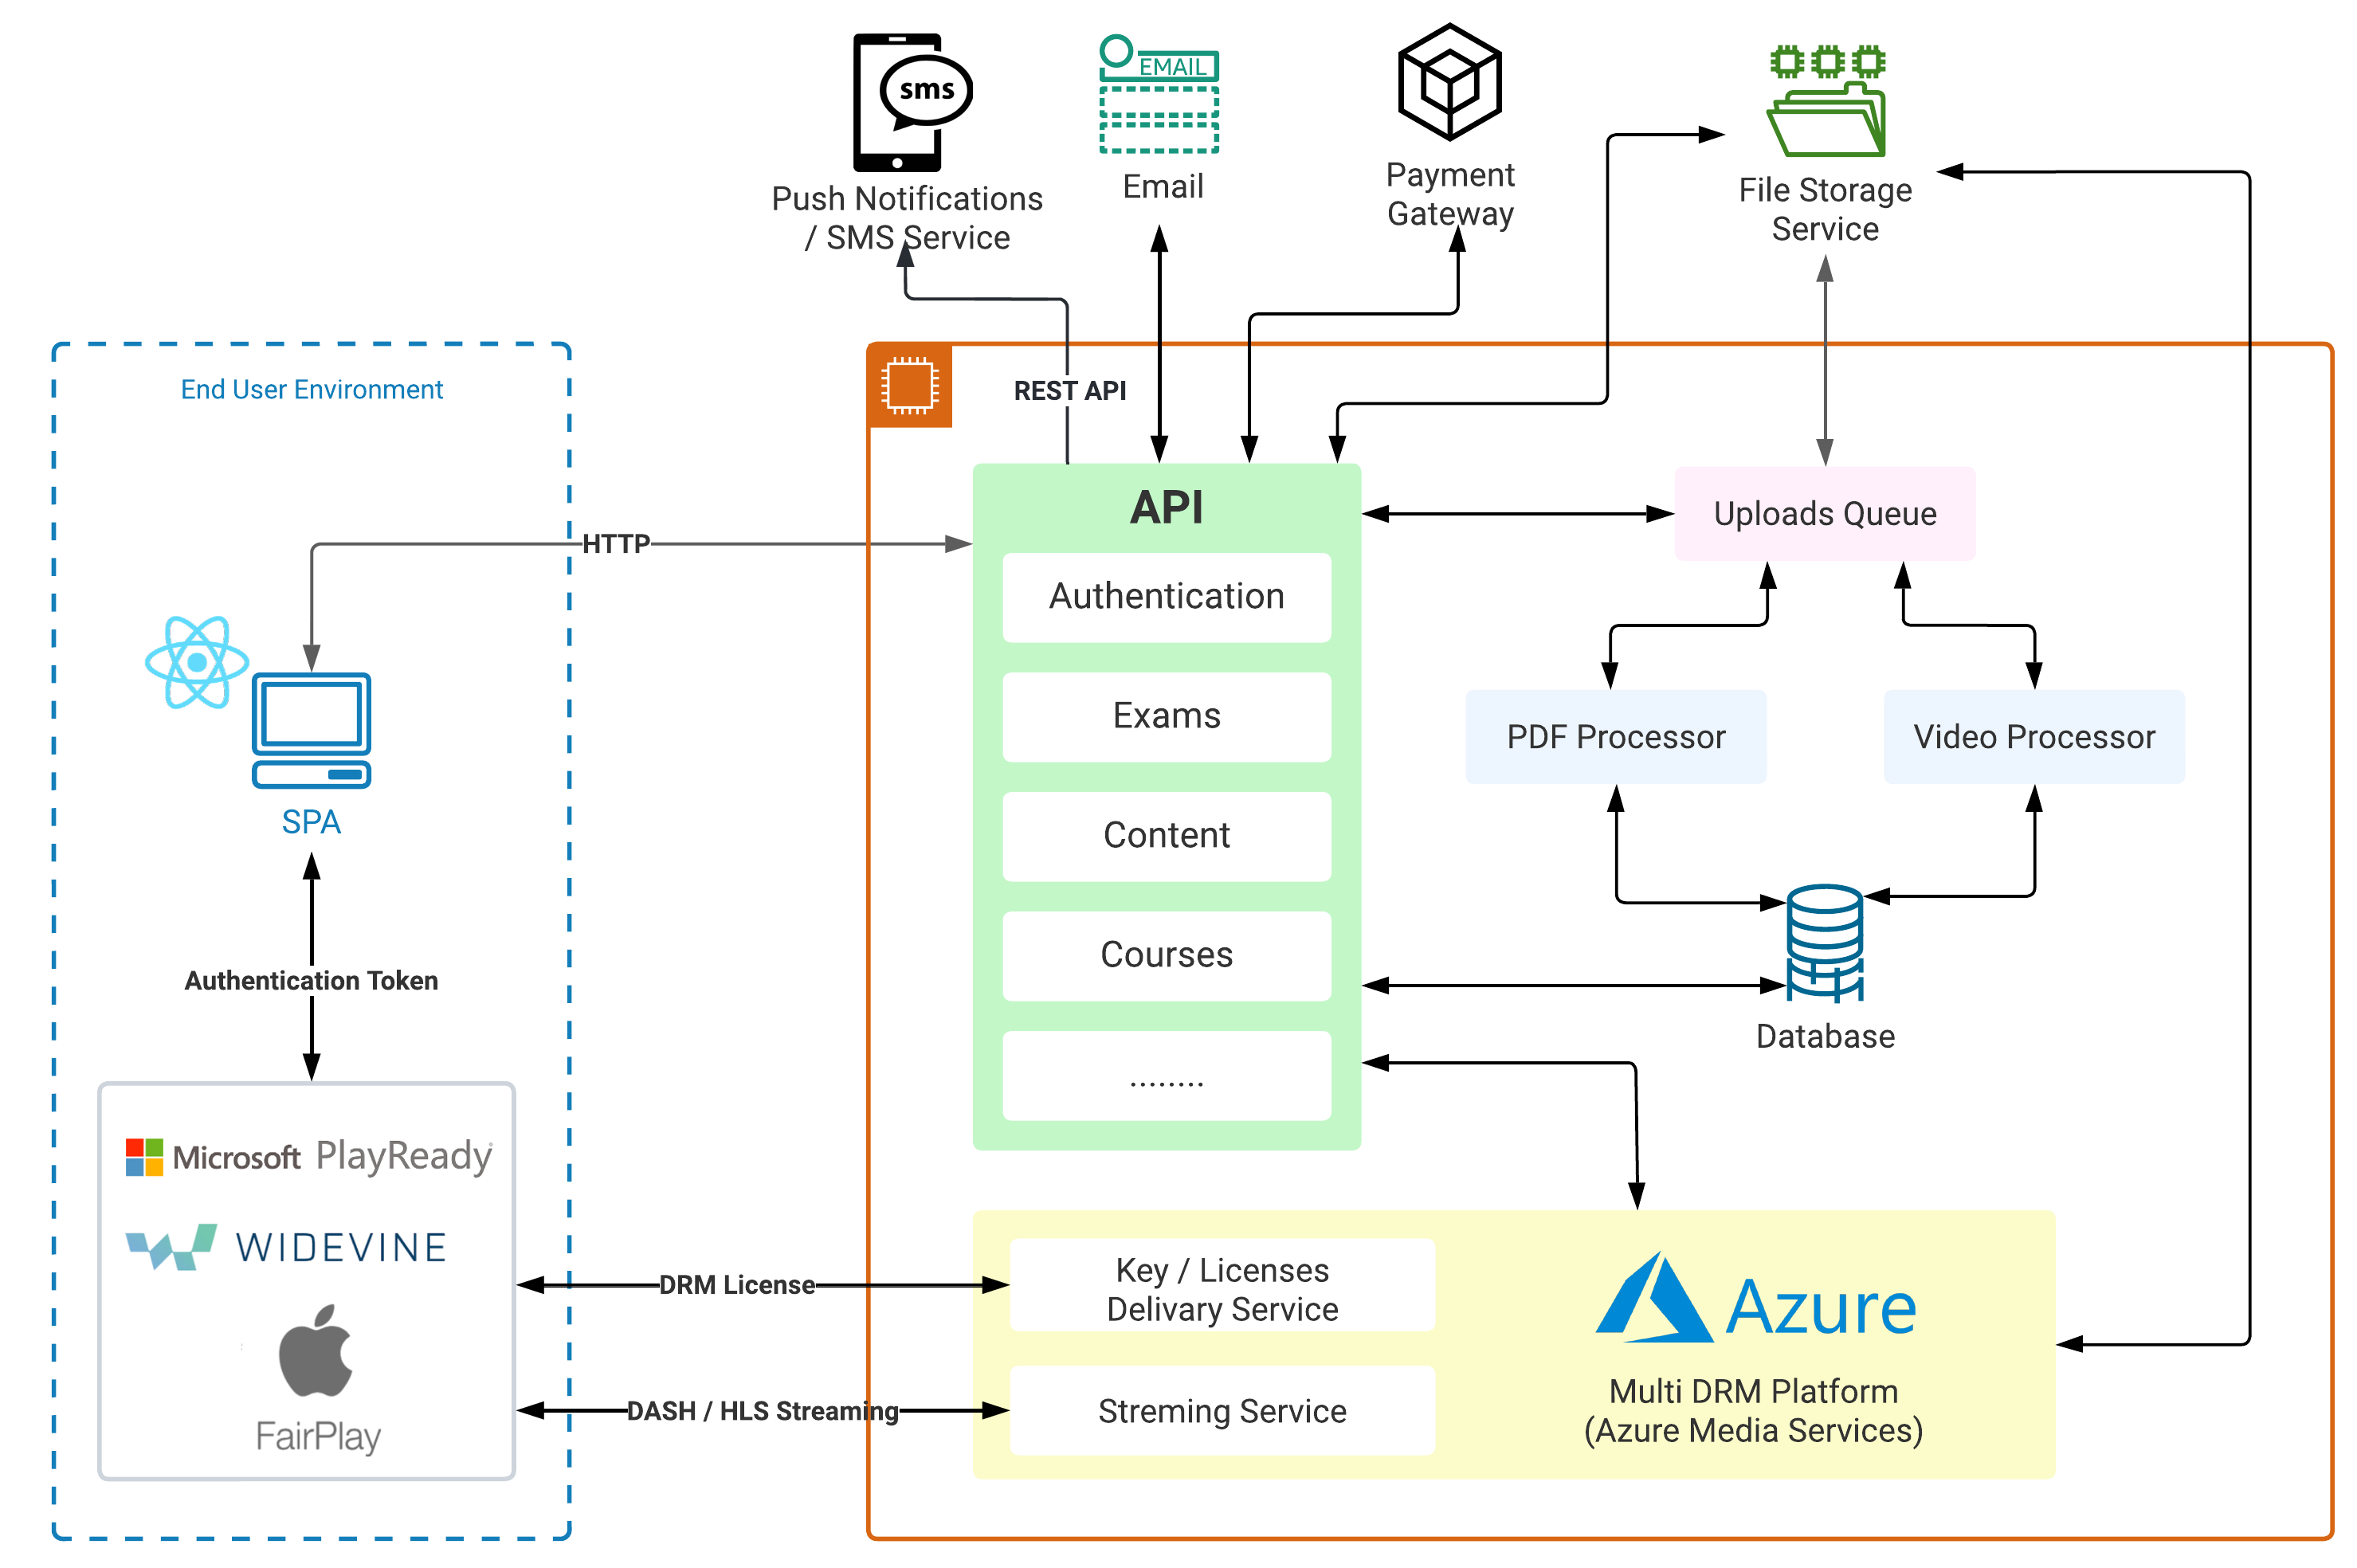 sms
EMAIL
Push Notifications
/ SMS Service
Email
Payment
Gateway
File Storage
Service
End User Environment
REST API
HTTP
API
Authentication
Exams
Content
Courses
........
Uploads Queue
PDF Processor
Video Processor
Database
SPA
Authentication Token
Microsoft PlayReady
WIDEVINE
FairPlay
DRM License
DASH / HLS Streaming
Key / Licenses
Delivary Service
Streming Service
Azure
Multi DRM Platform
(Azure Media Services)